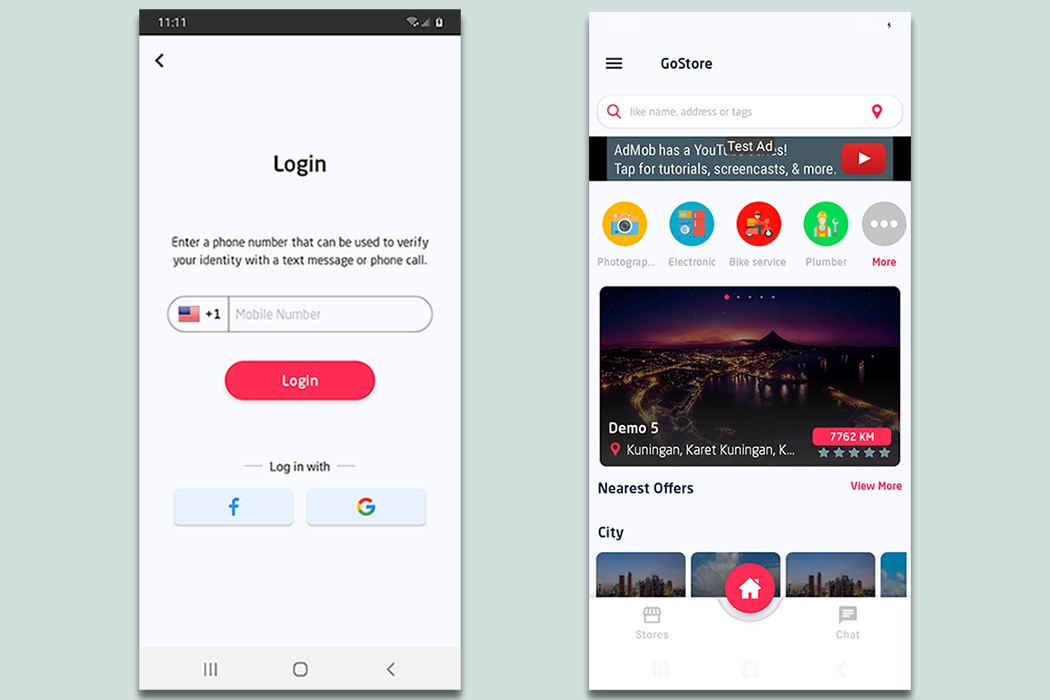 11:11
Login
Enter a phone number that can be used to verify
your identity with a text message or phone call.
+1 Mobile Number
Login
Log in with
GoStore
like name, address or tags
Test Ad
AdMob has a YouTube series!
Tap for tutorials, screencasts, & more.
Photograp... Electronic Bike service Plumber More
Demo 5
7762 KM
Kuningan, Karet Kuningan, K...
Nearest Offers View More
City
Stores Chat